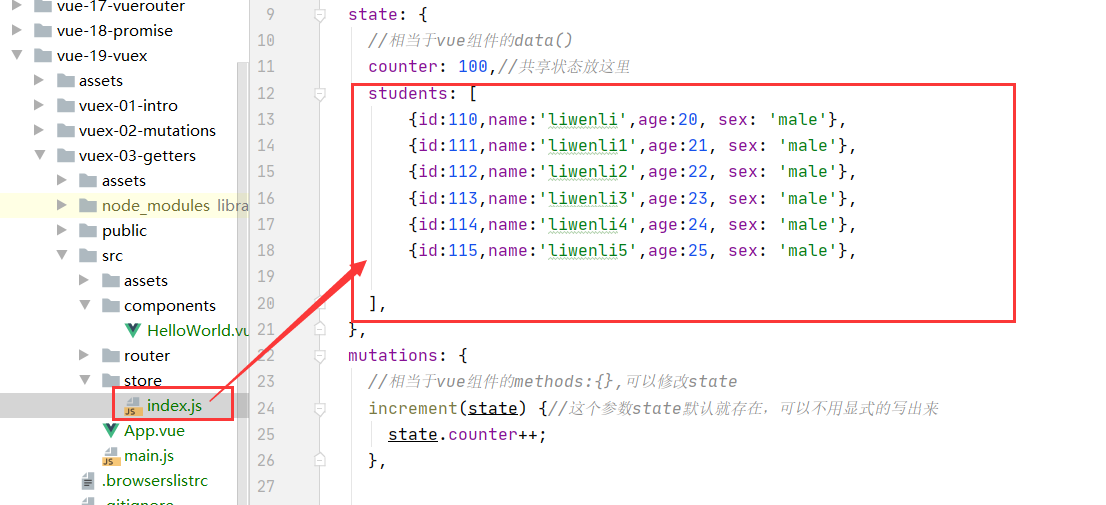 vue-17-vuerouter
vue-18-promise
vue-19-vuex
assets
vuex-01-intro
vuex-02-mutations
vuex-03-getters
assets
node_modules libra
public
src
assets
components
HelloWorld.vu
router
store
index.js
App.vue
main.js
.browserslistrc
.gitignore
9 state: {
10 //相当于vue组件的data()
11 counter: 100,//共享状态放这里
12 students: [
13 {id:110,name:'liwenli',age:20, sex: 'male'},
14 {id:111,name:'liwenli1',age:21, sex: 'male'},
15 {id:112,name:'liwenli2',age:22, sex: 'male'},
16 {id:113,name:'liwenli3',age:23, sex: 'male'},
17 {id:114,name:'liwenli4',age:24, sex: 'male'},
18 {id:115,name:'liwenli5',age:25, sex: 'male'},
19
20 ],
21 },
22 mutations: {
23 //相当于vue组件的methods:{},可以修改state
24 increment(state) {//这个参数state默认就存在，可以不用显式的写出来
25 state.counter++;
26 },
27